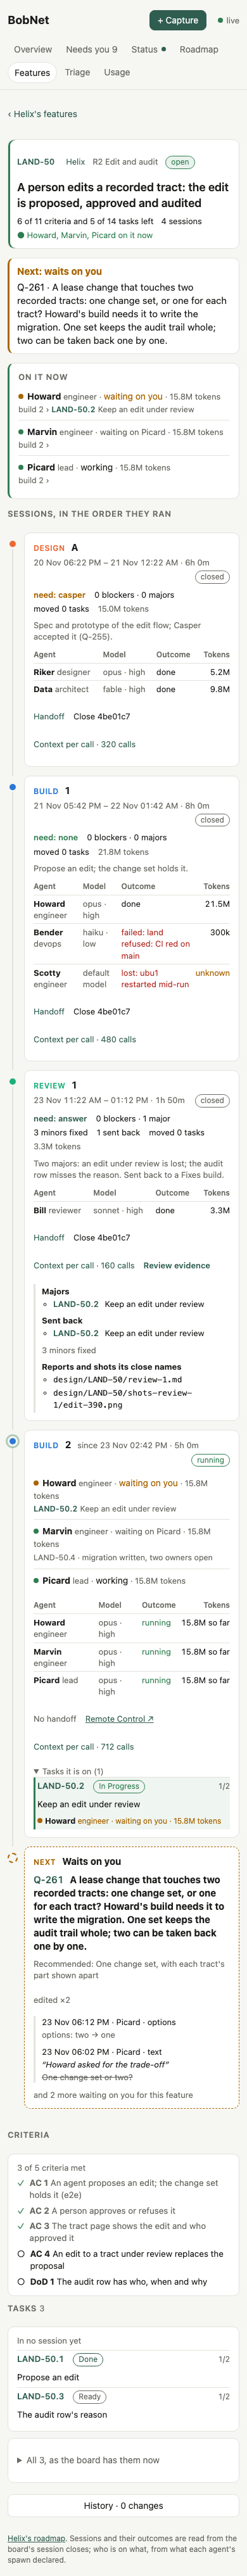 BobNet
+ Capture
live
Overview
Needs you 9
Status
Roadmap
Features
Triage
Usage
‹ Helix's features
LAND-50 Helix R2 Edit and audit open
A person edits a recorded tract: the edit
is proposed, approved and audited
6 of 11 criteria and 5 of 14 tasks left 4 sessions
Howard, Marvin, Picard on it now
Next: waits on you
Q-261 · A lease change that touches two
recorded tracts: one change set, or one for each
tract? Howard's build needs it to write the
migration. One set keeps the audit trail whole;
two can be taken back one by one.
ON IT NOW
Howard engineer · waiting on you · 15.8M tokens
build 2 › LAND-50.2 Keep an edit under review
Marvin engineer · waiting on Picard · 15.8M tokens
build 2 ›
Picard lead · working · 15.8M tokens
build 2 ›
SESSIONS, IN THE ORDER THEY RAN
DESIGN A
20 Nov 06:22 PM – 21 Nov 12:22 AM · 6h 0m
closed
need: casper 0 blockers · 0 majors
moved 0 tasks 15.0M tokens
Spec and prototype of the edit flow; Casper
accepted it (Q-255).
Agent Model Outcome Tokens
Riker designer opus · high done 5.2M
Data architect fable · high done 9.8M
Handoff Close 4be01c7
Context per call · 320 calls
BUILD 1
21 Nov 05:42 PM – 22 Nov 01:42 AM · 8h 0m
closed
need: none 0 blockers · 0 majors
moved 0 tasks 21.8M tokens
Propose an edit; the change set holds it.
Agent Model Outcome Tokens
Howard opus · done 21.5M
engineer high
Bender haiku · failed: land 300k
devops low refused: CI red on
main
Scotty default lost: ubu1 unknown
engineer model restarted mid-run
Handoff Close 4be01c7
Context per call · 480 calls
REVIEW 1
23 Nov 11:22 AM – 01:12 PM · 1h 50m closed
need: answer 0 blockers · 1 major
3 minors fixed 1 sent back moved 0 tasks
3.3M tokens
Two majors: an edit under review is lost; the audit
row misses the reason. Sent back to a Fixes build.
Agent Model Outcome Tokens
Bill reviewer sonnet · high done 3.3M
Handoff Close 4be01c7
Context per call · 160 calls Review evidence
Majors
LAND-50.2 Keep an edit under review
Sent back
LAND-50.2 Keep an edit under review
3 minors fixed
Reports and shots its close names
design/LAND-50/review-1.md
design/LAND-50/shots-review-
1/edit-390.png
BUILD 2 since 23 Nov 02:42 PM · 5h 0m
running
Howard engineer · waiting on you · 15.8M
tokens
LAND-50.2 Keep an edit under review
Marvin engineer · waiting on Picard · 15.8M
tokens
LAND-50.4 · migration written, two owners open
Picard lead · working · 15.8M tokens
Agent Model Outcome Tokens
Howard opus · running 15.8M so far
engineer high
Marvin opus · running 15.8M so far
engineer high
Picard lead opus · running 15.8M so far
high
No handoff Remote Control ↗
Context per call · 712 calls
▼ Tasks it is on (1)
LAND-50.2 In Progress 1/2
Keep an edit under review
Howard engineer · waiting on you · 15.8M tokens
NEXT Waits on you
Q-261 A lease change that touches two
recorded tracts: one change set, or one
for each tract? Howard's build needs it to
write the migration. One set keeps the
audit trail whole; two can be taken back
one by one.
Recommended: One change set, with each tract's
part shown apart
edited ×2
23 Nov 06:12 PM · Picard · options
options: two → one
23 Nov 06:02 PM · Picard · text
“Howard asked for the trade-off”
One change set or two?
and 2 more waiting on you for this feature
CRITERIA
3 of 5 criteria met
✓ AC 1 An agent proposes an edit; the change set
holds it (e2e)
✓ AC 2 A person approves or refuses it
✓ AC 3 The tract page shows the edit and who
approved it
AC 4 An edit to a tract under review replaces the
proposal
DoD 1 The audit row has who, when and why
TASKS 3
In no session yet
LAND-50.1 Done 1/2
Propose an edit
LAND-50.3 Ready 1/2
The audit row's reason
▶ All 3, as the board has them now
History · 0 changes
Helix's roadmap. Sessions and their outcomes are read from the
board's session closes; who is on what, from what each agent's
spawn declared.